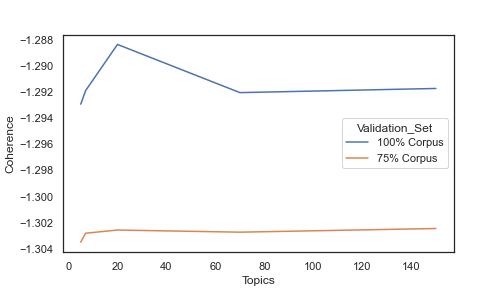 −1.288
−1.290
−1.292
−1.294
−1.296
−1.298
−1.300
−1.302
−1.304
Coherence
Validation_Set
100% Corpus
75% Corpus
0 20 40 60 80 100 120 140
Topics